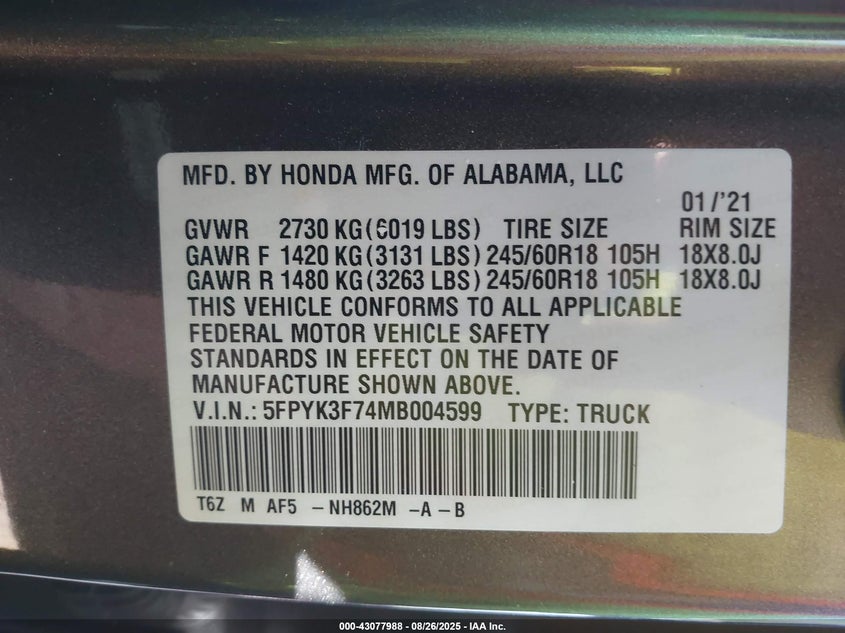 MFD. BY HONDA MFG. OF ALABAMA, LLC
01/'21
GVWR 2730 KG(6019 LBS) TIRE SIZE RIM SIZE
GAWR F 1420 KG(3131 LBS) 245/60R18 105H 18X8.0J
GAWR R 1480 KG(3263 LBS) 245/60R18 105H 18X8.0J
THIS VEHICLE CONFORMS TO ALL APPLICABLE
FEDERAL MOTOR VEHICLE SAFETY
STANDARDS IN EFFECT ON THE DATE OF
MANUFACTURE SHOWN ABOVE.
V.I.N.: 5FPYK3F74MB004599 TYPE: TRUCK
T6Z M AF5 -NH862M -A-B
000-43077988 - 08/26/2025 - IAA Inc.